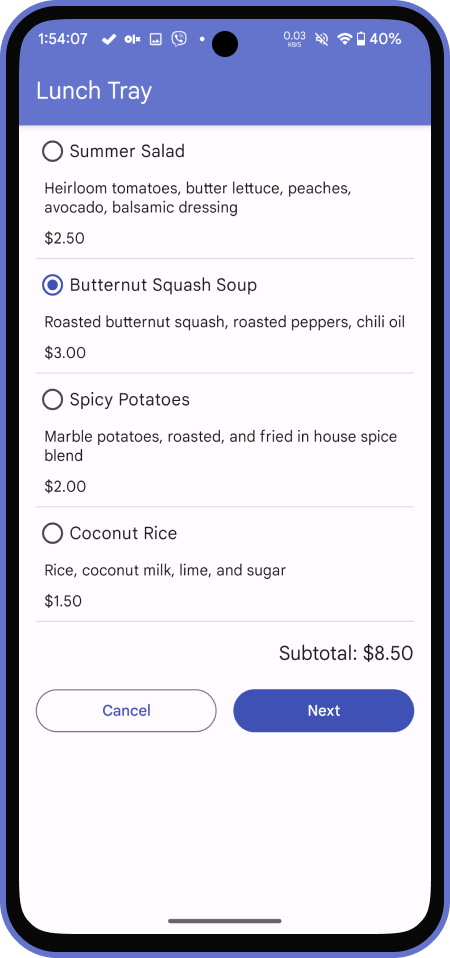 1:54:07 olx 0.03 KB/S 40%
Lunch Tray
Summer Salad
Heirloom tomatoes, butter lettuce, peaches,
avocado, balsamic dressing
$2.50
Butternut Squash Soup
Roasted butternut squash, roasted peppers, chili oil
$3.00
Spicy Potatoes
Marble potatoes, roasted, and fried in house spice
blend
$2.00
Coconut Rice
Rice, coconut milk, lime, and sugar
$1.50
Subtotal: $8.50
Cancel Next